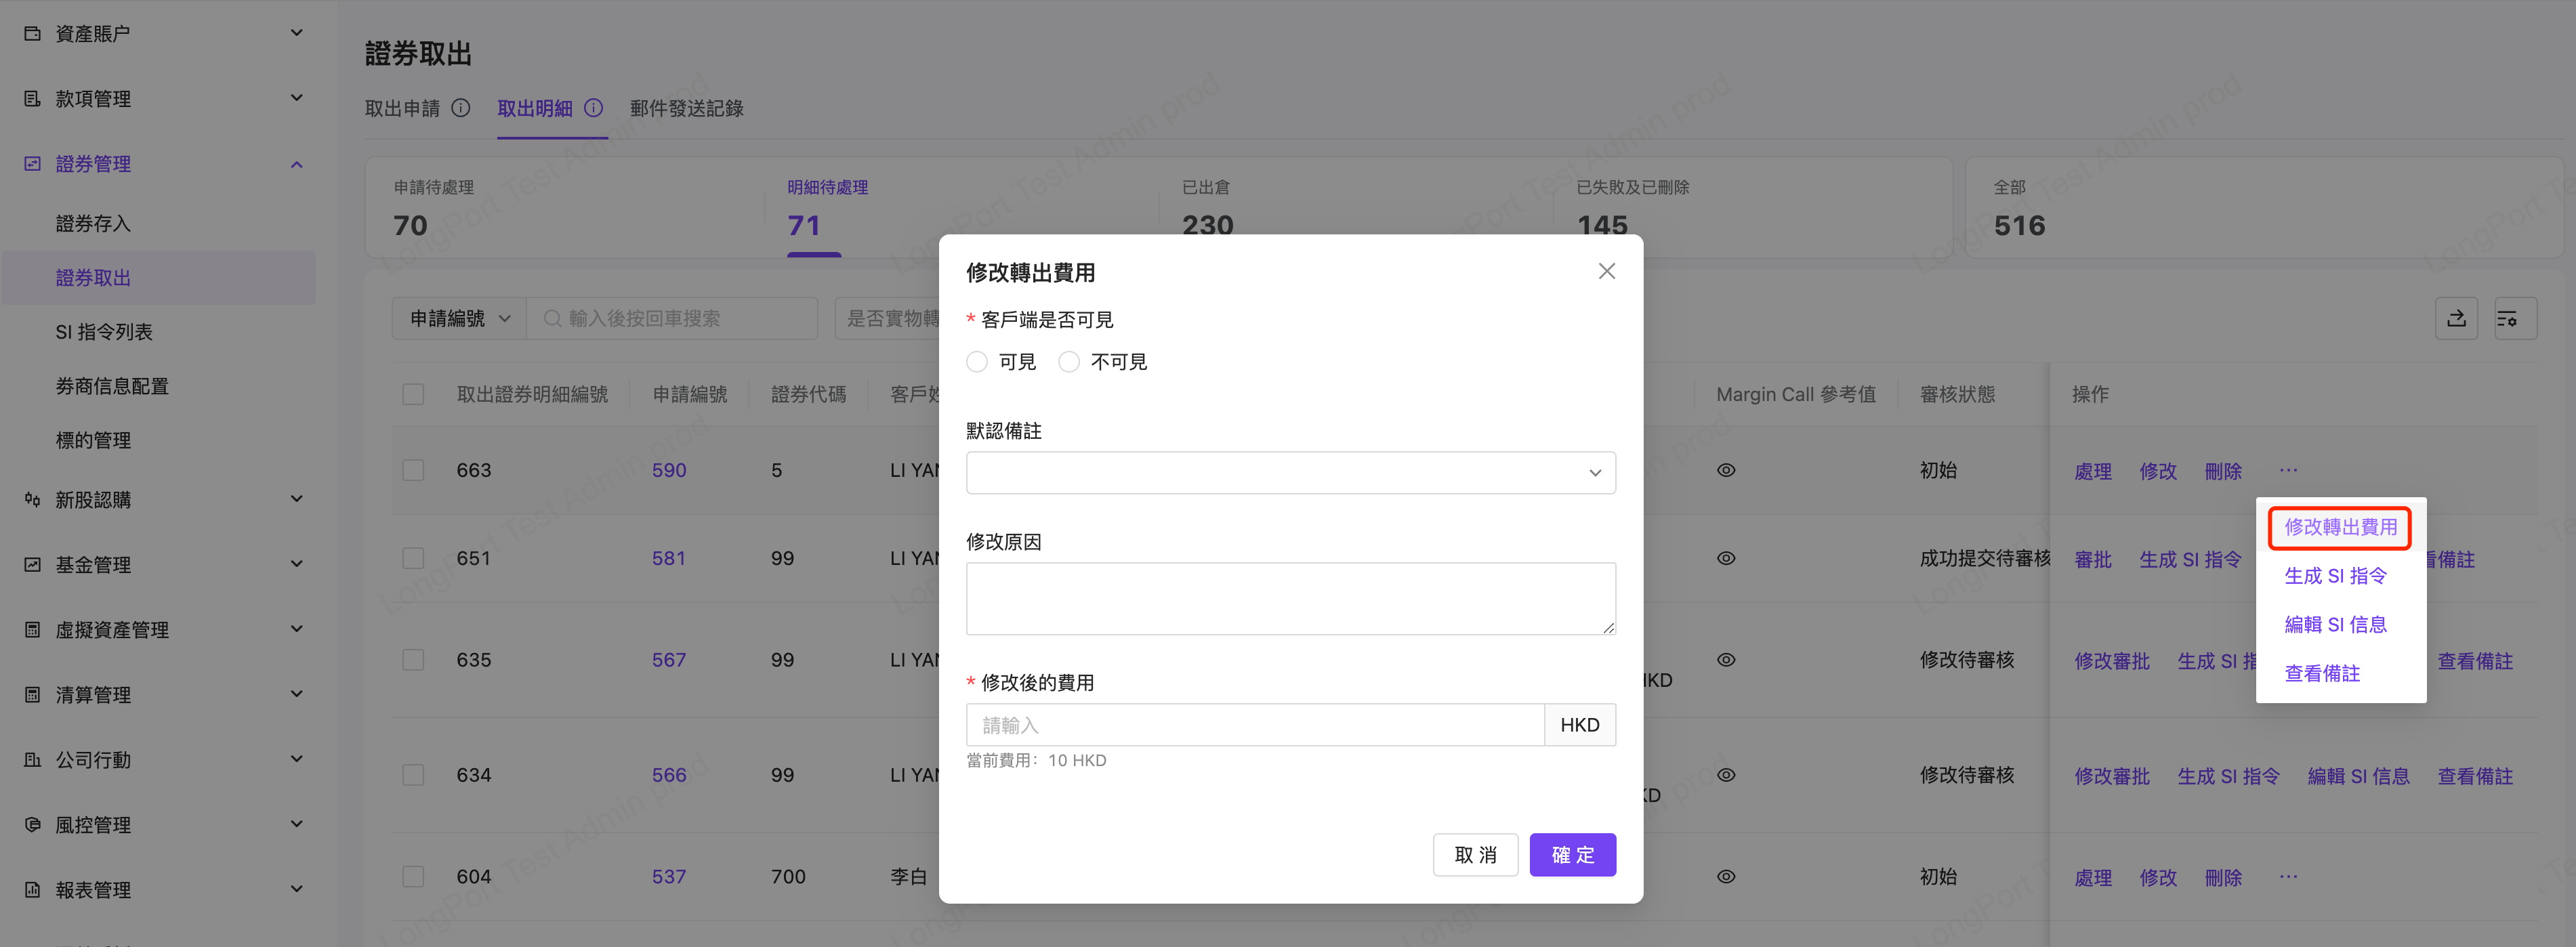 資產賬户
款項管理
證券管理
證券存入
證券取出
SI 指令列表
劵商信息配置
標的管理
新股認購
基金管理
虛擬資產管理
清算管理
公司行動
風控管理
報表管理
證券取出
取出申請 取出明細 郵件發送記錄
申請待處理 明細待處理 已出倉 已失敗及已刪除 全部
70 71 230 145 516
申請編號 輸入後按回車搜索 是否實物轉
取出證券明細編號 申請編號 證券代碼 客戶姓 Margin Call 參考值 審核狀態 操作
663 590 5 LI YAN 初始 處理 修改 刪除 ···
651 581 99 LI YAN 成功提交待審核 審批 生成 SI 指令 看備註
635 567 99 LI YAN HKD 修改待審核 修改審批 生成 SI 指 查看備註
634 566 99 LI YAN KD 修改待審核 修改審批 生成 SI 指令 編輯 SI 信息 查看備註
604 537 700 李白 初始 處理 修改 刪除 ···
修改轉出費用
* 客戶端是否可見
可見 不可見
默認備註
修改原因
* 修改後的費用
請輸入 HKD
當前費用：10 HKD
取 消 確 定
修改轉出費用
生成 SI 指令
編輯 SI 信息
查看備註
LongPort Test Admin prod